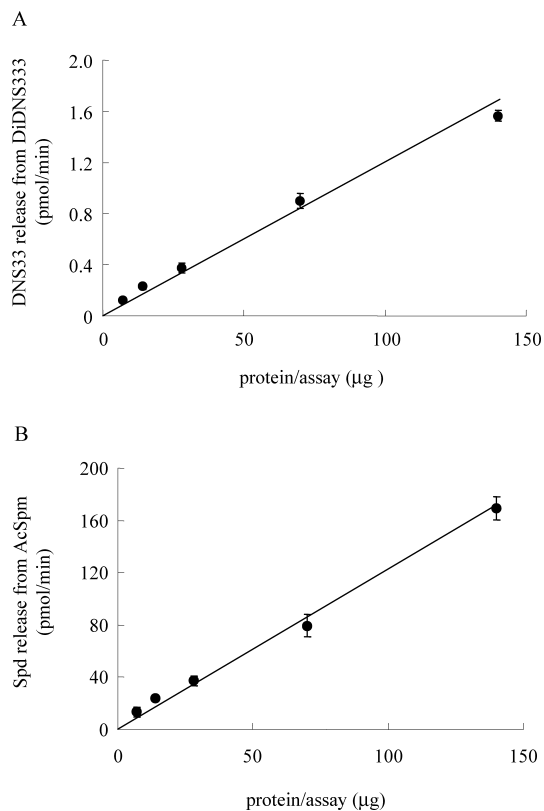 A
DNS33 release from DiDNS333
(pmol/min)
2.0
1.6
1.2
0.8
0.4
0
0
50
100
150
protein/assay (μg )
B
Spd release from AcSpm
(pmol/min)
200
160
120
80
40
0
0
50
100
150
protein/assay (μg)